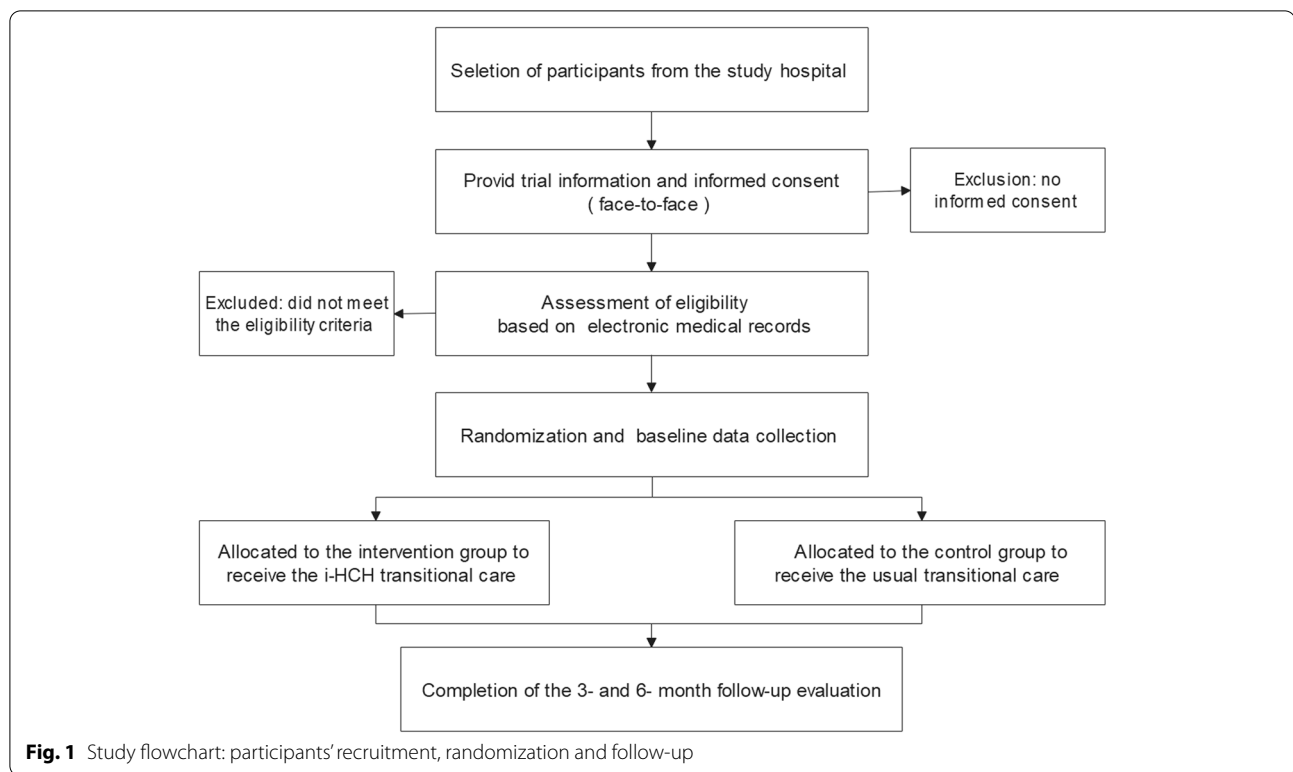 Seletion of participants from the study hospital
Provid trial information and informed consent
( face-to-face )
Exclusion: no
informed consent
Excluded: did not meet
the eligibility criteria
Assessment of eligibility
based on electronic medical records
Randomization and baseline data collection
Allocated to the intervention group to
receive the i-HCH transitional care
Allocated to the control group to
receive the usual transitional care
Completion of the 3- and 6- month follow-up evaluation
Fig. 1 Study flowchart: participants' recruitment, randomization and follow-up